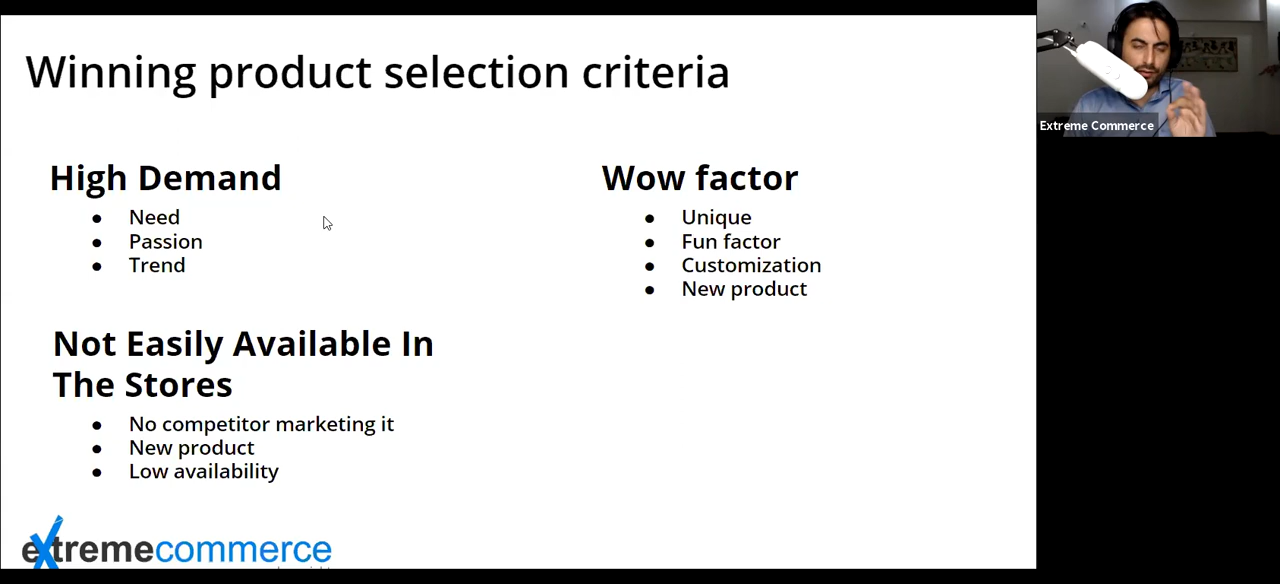 Winning product selection criteria
High Demand
● Need
● Passion
● Trend
Not Easily Available In
The Stores
● No competitor marketing it
● New product
● Low availability
Wow factor
● Unique
● Fun factor
● Customization
● New product
extremecommerce
Extreme Commerce